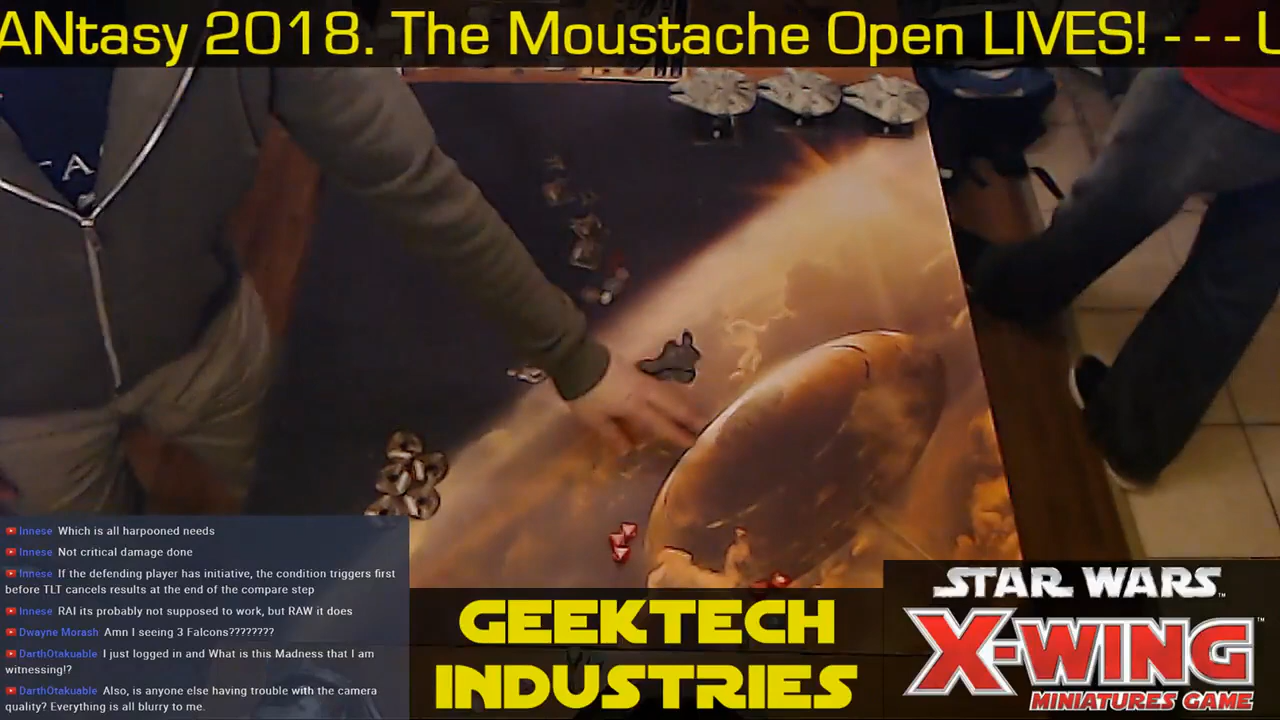 ANtasy 2018. The Moustache Open LIVES! - - - U
TA
Innese Which is all harpooned needs
Innese Not critical damage done
Innese If the defending player has initiative, the condition triggers first
before TLT cancels results at the end of the compare step
Innese RAI its probably not supposed to work, but RAW it does
Dwayne Morash Amn I seeing 3 Falcons????????
DarthOtakuable I just logged in and What is this Madness that I am
witnessing!?
DarthOtakuable Also, is anyone else having trouble with the camera
quality? Everything is all blurry to me.
GEEKTECH
INDUSTRIES
STAR WARS™
X-WING™
MINIATURES GAME